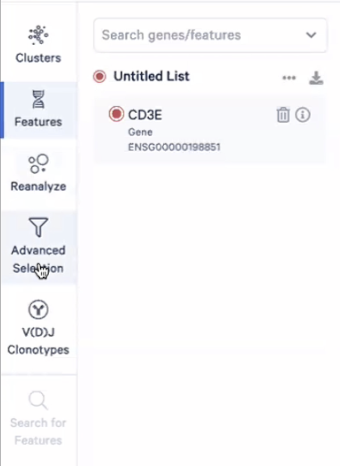 Clusters
Features
Reanalyze
Advanced
Selection
V(D)J
Clonotypes
Search for
Features
Search genes/features
Untitled List
CD3E
Gene
ENSG00000198851